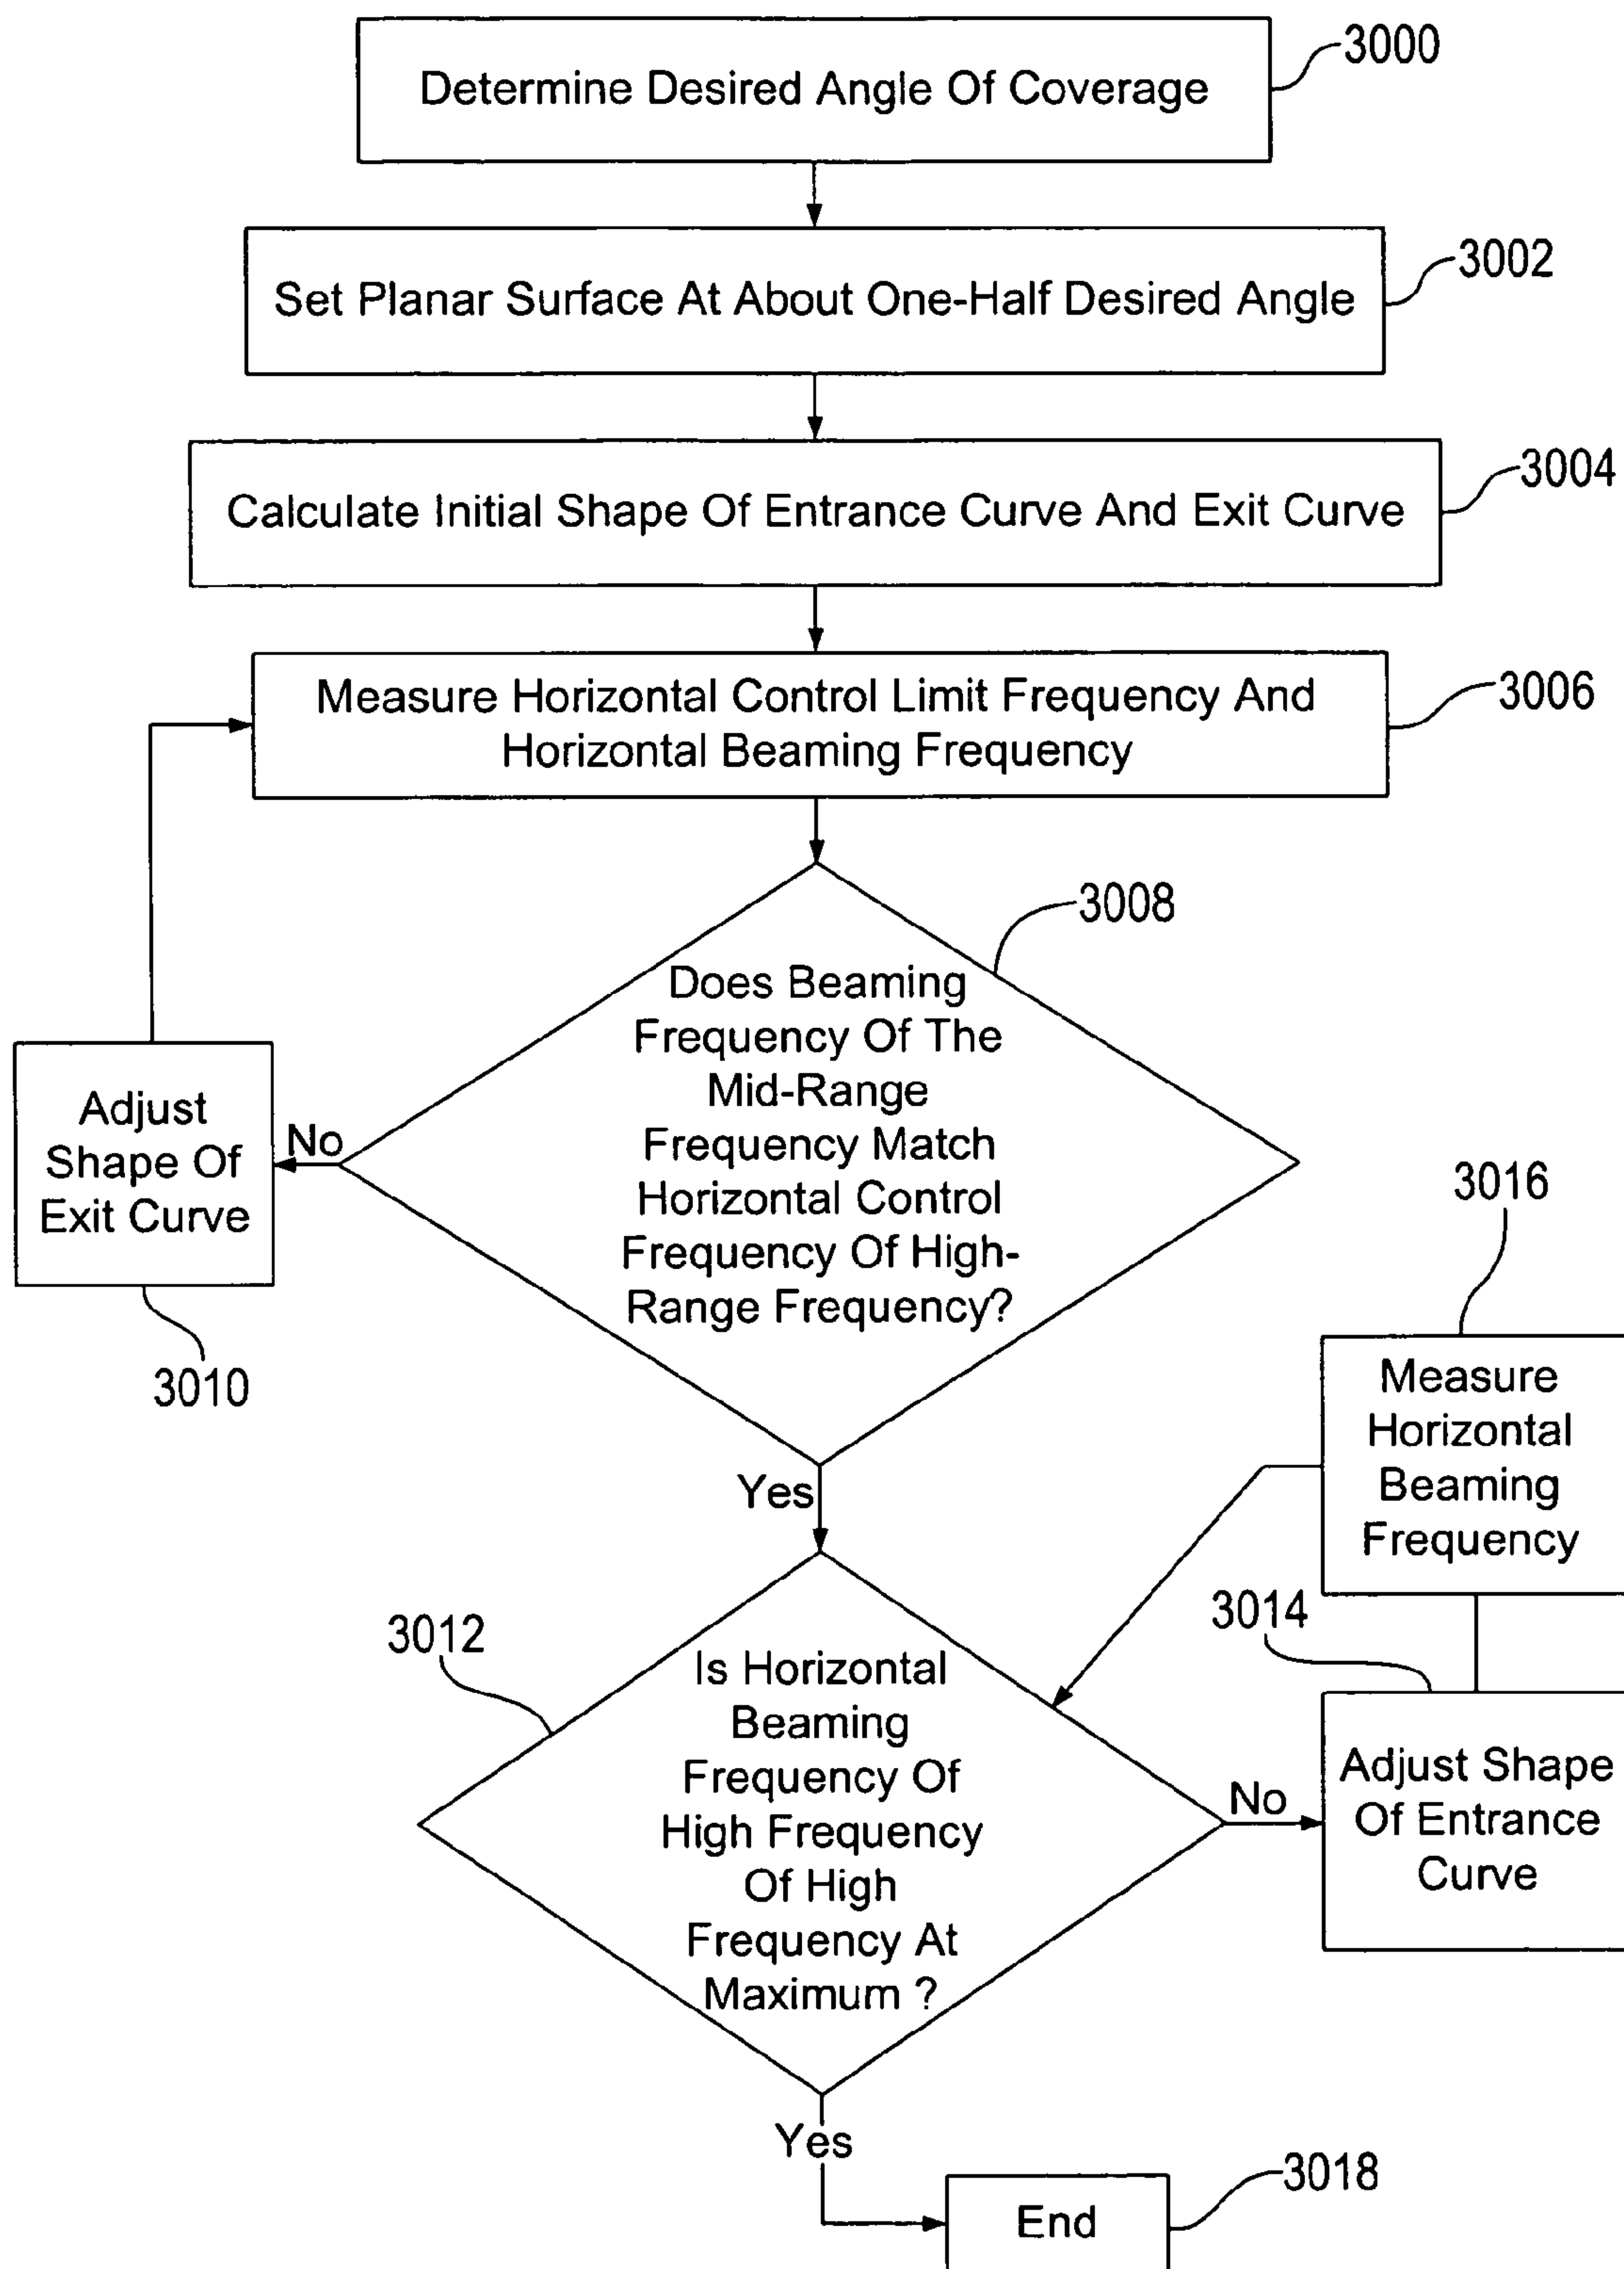 3000
Determine Desired Angle Of Coverage
3002
Set Planar Surface At About One-Half Desired Angle
3004
Calculate Initial Shape Of Entrance Curve And Exit Curve
3006
Measure Horizontal Control Limit Frequency And
Horizontal Beaming Frequency
3008
Does Beaming
Frequency Of The
Mid-Range
Frequency Match
Horizontal Control
Frequency Of High-
Range Frequency?
No
Adjust
Shape Of
Exit Curve
3010
Yes
3012
Is Horizontal
Beaming
Frequency Of
High Frequency
Of High
Frequency At
Maximum ?
No
3014
Adjust Shape
Of Entrance
Curve
3016
Measure
Horizontal
Beaming
Frequency
Yes
3018
End